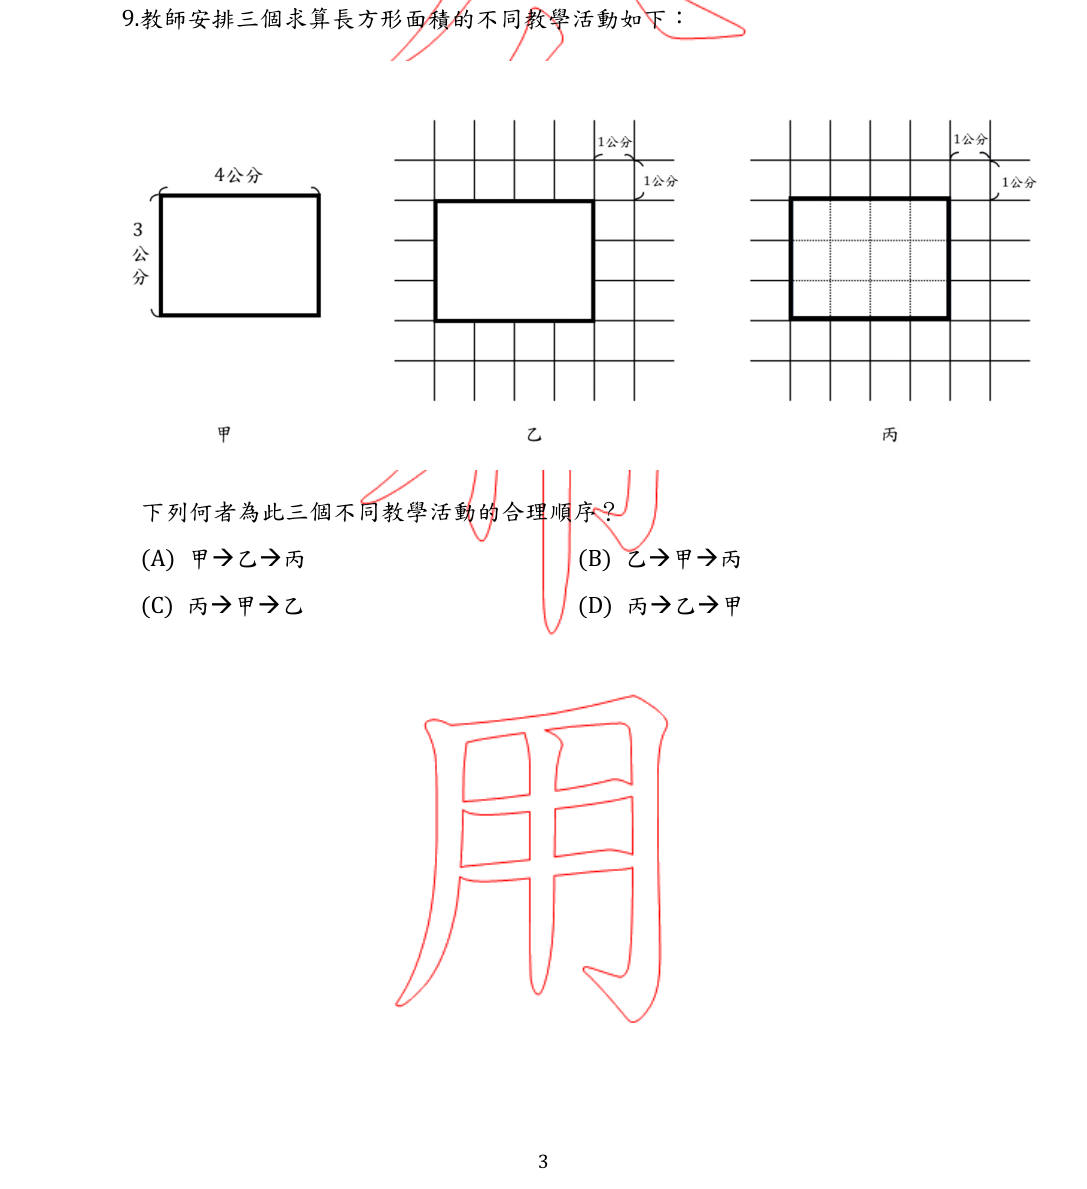 9.教師安排三個求算長方形面積的不同教學活動如下：
4公分
3
公
分
1公分
1公分
1公分
1公分
甲
乙
丙
下列何者為此三個不同教學活動的合理順序？
(A) 甲→乙→丙
(B) 乙→甲→丙
(C) 丙→甲→乙
(D) 丙→乙→甲
用
3